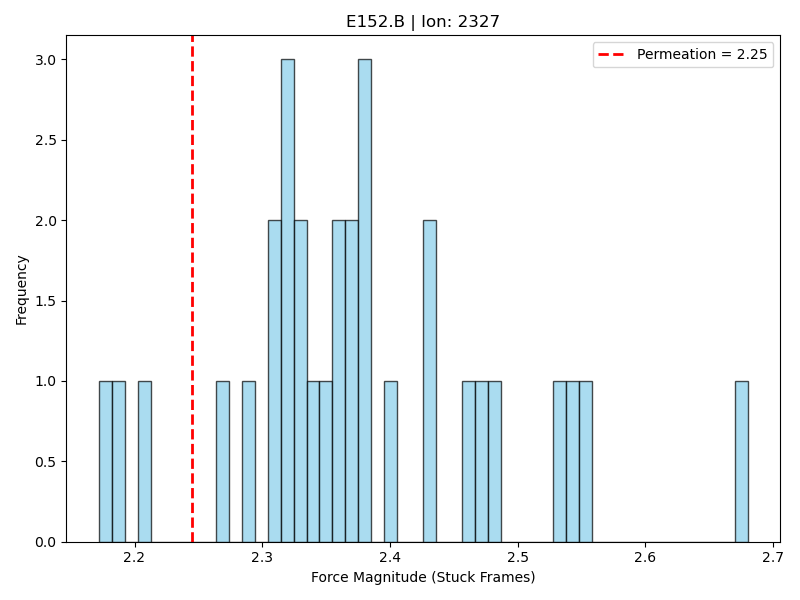 E152.B | Ion: 2327
Permeation = 2.25
3.0
2.5
2.0
1.5
1.0
0.5
0.0
Frequency
2.2 2.3 2.4 2.5 2.6 2.7
Force Magnitude (Stuck Frames)